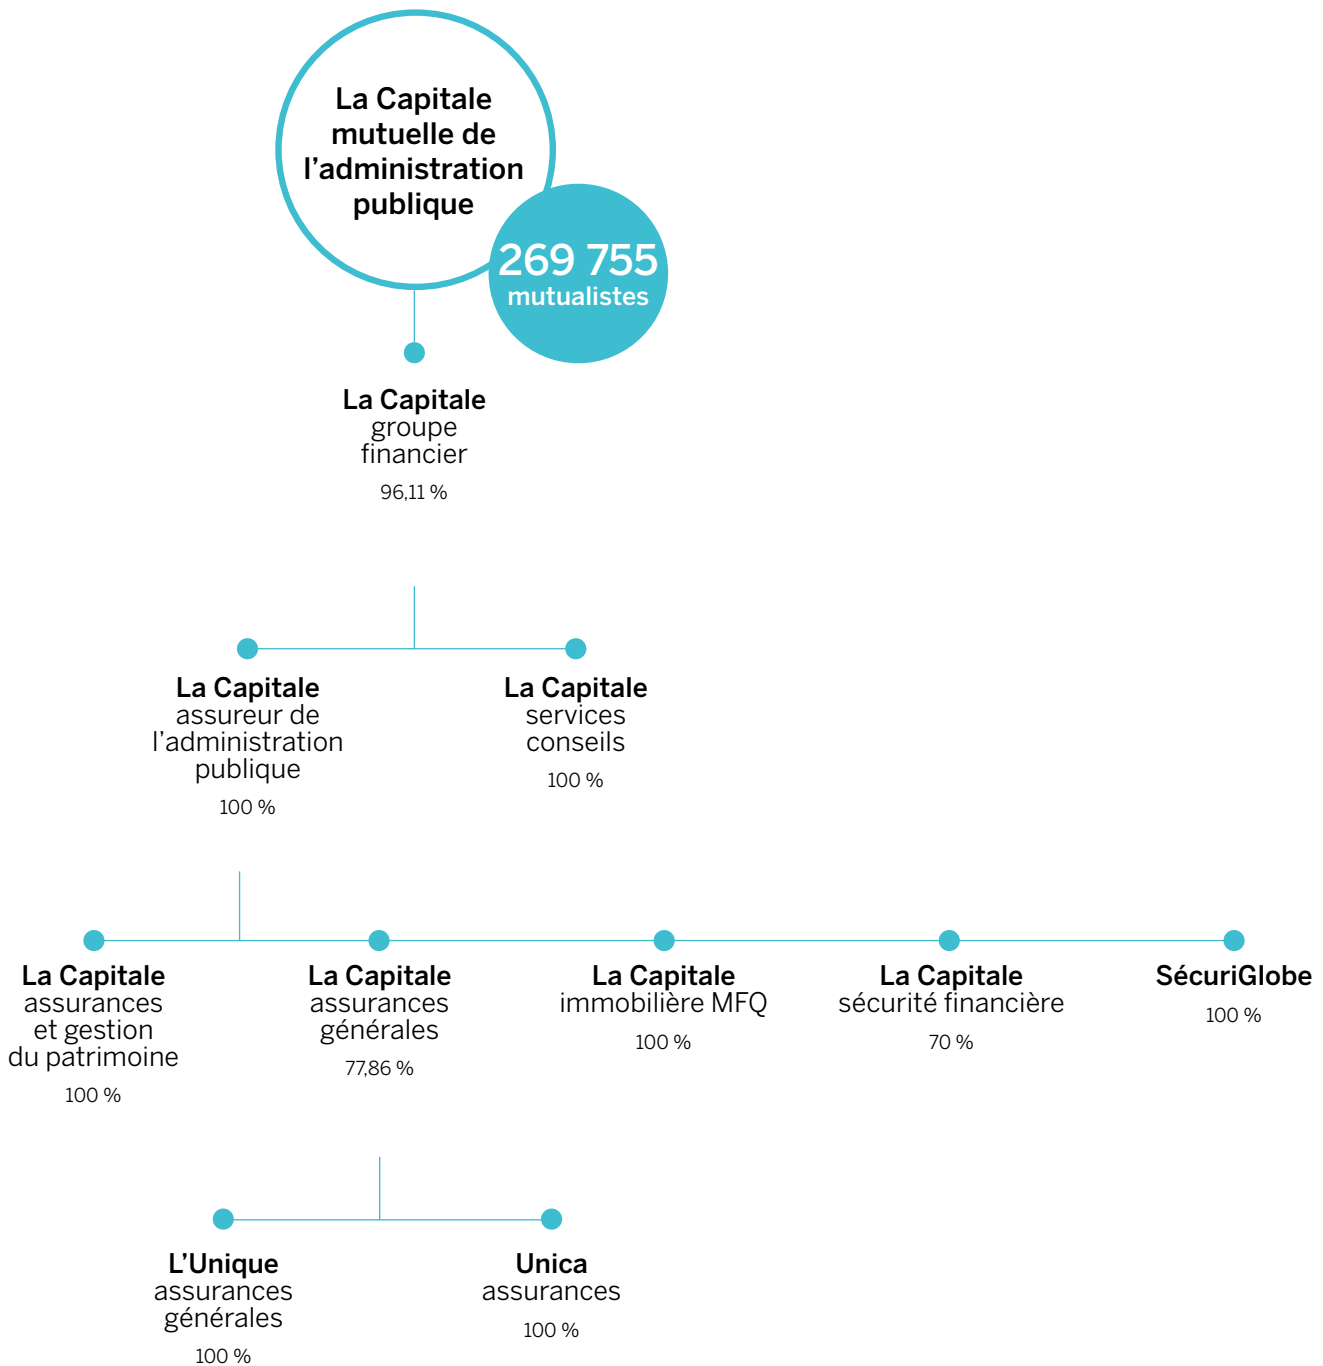 La Capitale
mutuelle de
l’administration
publique
269 755
mutualistes
La Capitale
groupe
financier
96,11 %
La Capitale
assureur de
l’administration
publique
100 %
La Capitale
services
conseils
100 %
La Capitale
assurances
et gestion
du patrimoine
100 %
La Capitale
assurances
générales
77,86 %
La Capitale
immobilière MFQ
100 %
La Capitale
sécurité financière
70 %
SécuriGlobe
100 %
L’Unique
assurances
générales
100 %
Unica
assurances
100 %